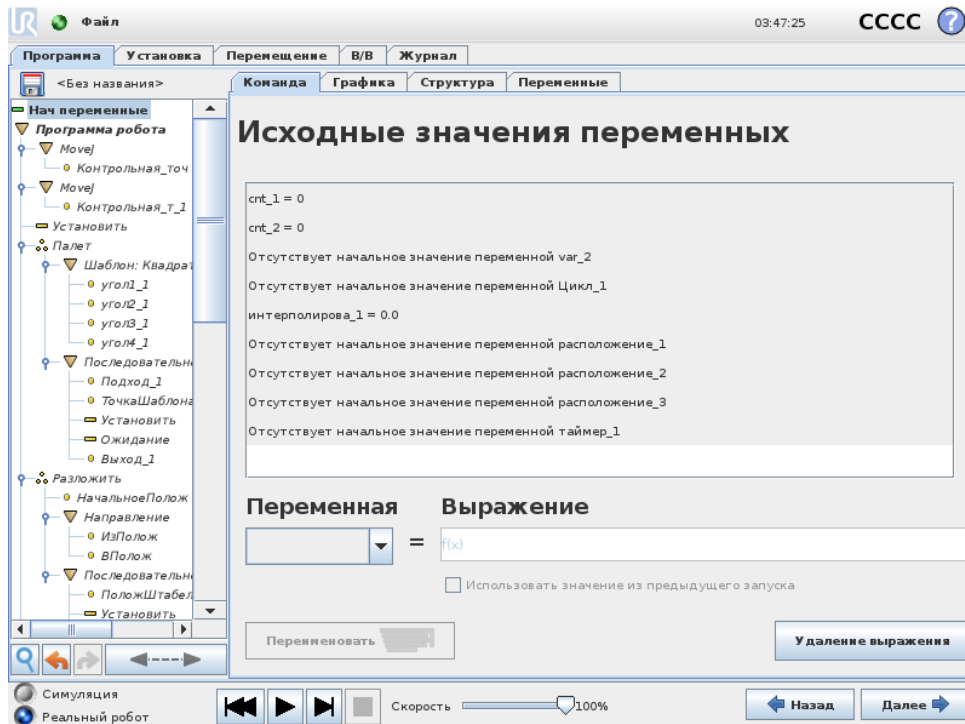 Файл
03:47:25
CCCC
?
Программа Установка Перемещение В/В Журнал
<Без названия>
Команда Графика Структура Переменные
Нач переменные
Программа робота
MoveJ
Контрольная_точ
MoveJ
Контрольная_т_1
Установить
Палет
Шаблон: Квадрат
угол1_1
угол2_1
угол3_1
угол4_1
Последовательн
Подход_1
ТочкаШаблона
Установить
Ожидание
Выход_1
Разложить
НачальноеПолож
Направление
ИзПолож
ВПолож
Последовательн
ПоложШтабел
Установить
Исходные значения переменных
cnt_1 = 0
cnt_2 = 0
Отсутствует начальное значение переменной var_2
Отсутствует начальное значение переменной Цикл_1
интерполирова_1 = 0.0
Отсутствует начальное значение переменной расположение_1
Отсутствует начальное значение переменной расположение_2
Отсутствует начальное значение переменной расположение_3
Отсутствует начальное значение переменной таймер_1
Переменная Выражение
= f(x)
Использовать значение из предыдущего запуска
Переименовать
Удаление выражения
Симуляция
Реальный робот
Скорость 100%
Назад Далее